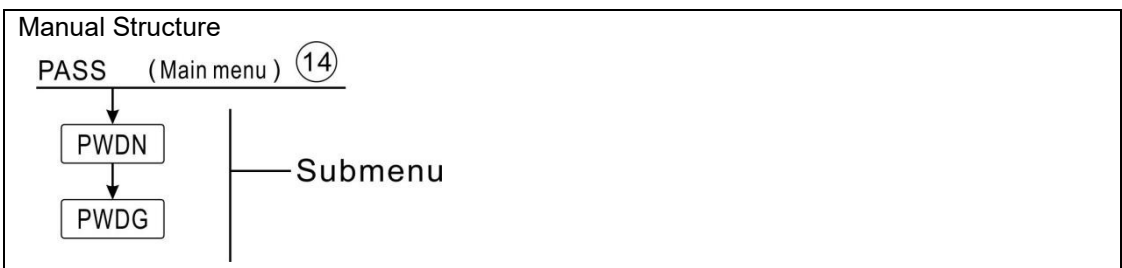 Manual Structure
PASS (Main menu) 14
PWDN
Submenu
PWDG